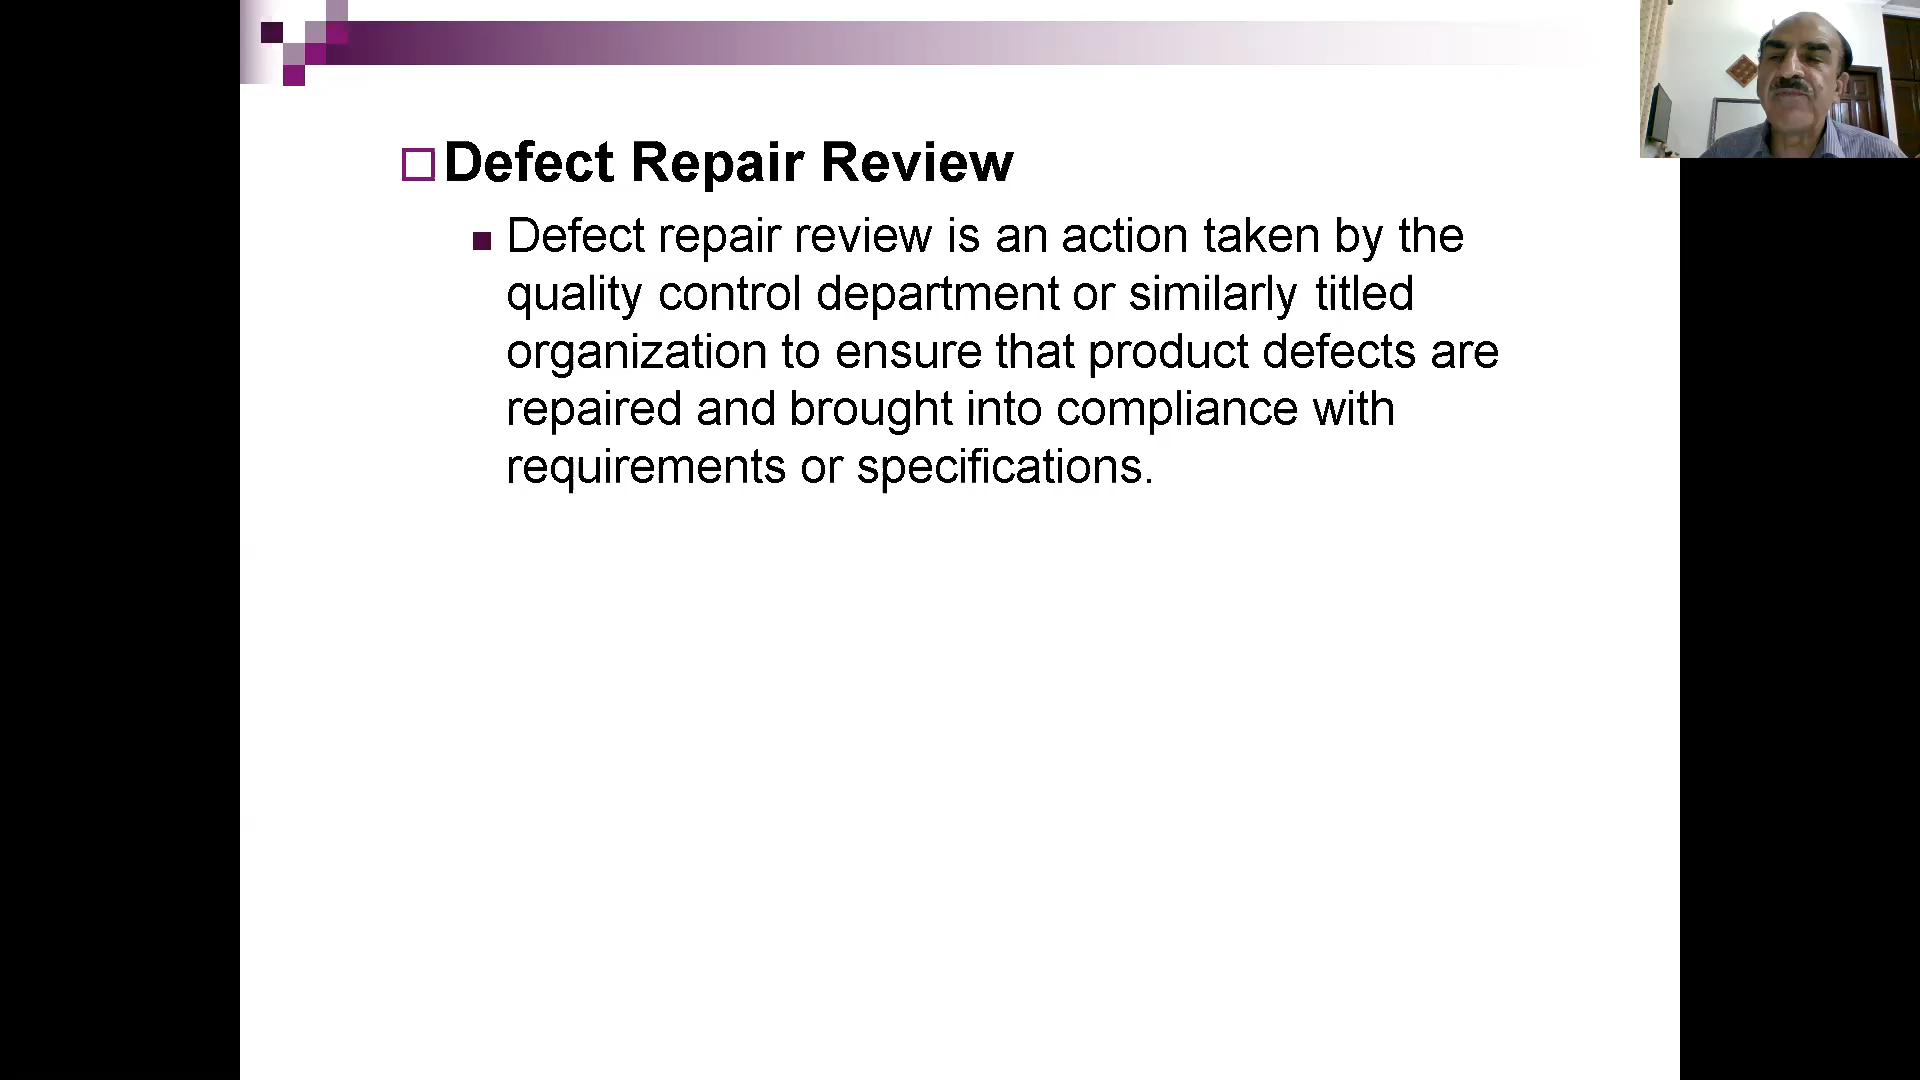 Defect Repair Review
Defect repair review is an action taken by the
quality control department or similarly titled
organization to ensure that product defects are
repaired and brought into compliance with
requirements or specifications.